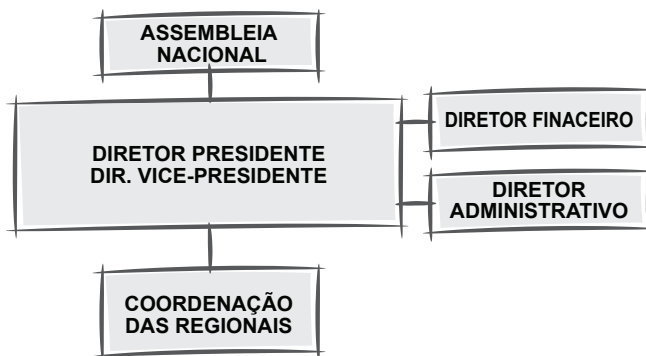 ASSEMBLEIA
NACIONAL
DIRETOR PRESIDENTE
DIR. VICE-PRESIDENTE
DIRETOR FINACEIRO
DIRETOR
ADMINISTRATIVO
COORDENAÇÃO
DAS REGIONAIS